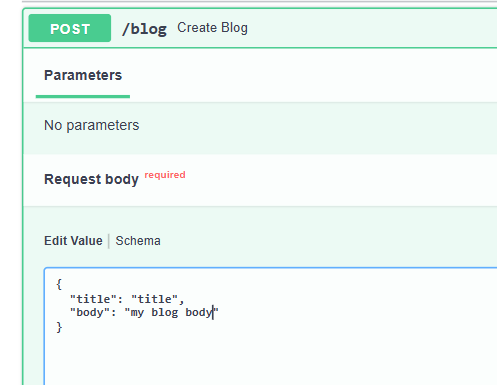 POST /blog Create Blog
Parameters
No parameters
Request body required
Edit Value | Schema
{
  "title": "title",
  "body": "my blog body"
}